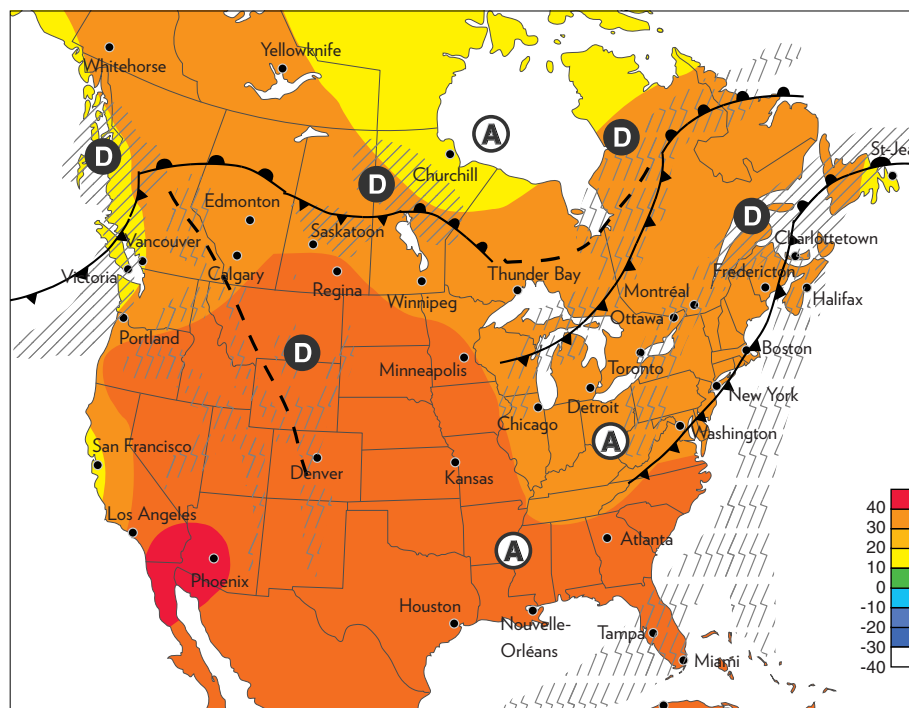 Whitehorse
Yellowknife
A
D
D
St-Jea
D
Churchill
Edmonton
D
Saskatoon
Vancouver
Charlottetown
Victoria
Calgary
Regina
Winnipeg
Thunder Bay
Fredericton
Montréal
Halifax
Ottawa
Portland
D
Minneapolis
Toronto
Boston
Detroit
New York
Chicago
Washington
A
San Francisco
Denver
Kansas
Los Angeles
A
Atlanta
Phoenix
Houston
Nouvelle-
Orléans
Tampa
Miami
40
30
20
10
0
-10
-20
-30
-40